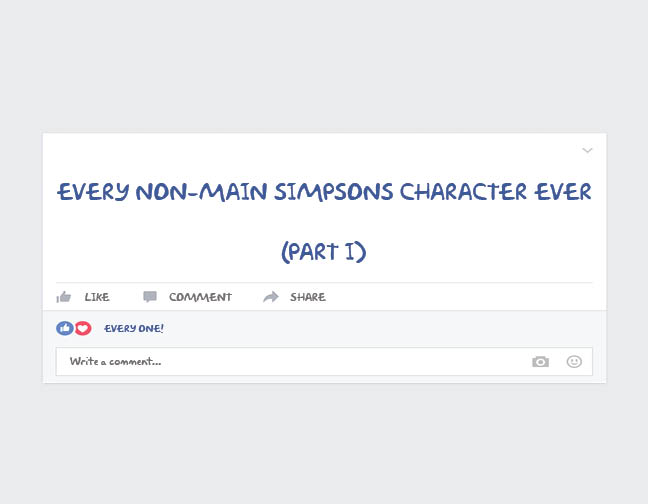 EVERY NON-MAIN SIMPSONS CHARACTER EVER
(PART I)
LIKE COMMENT SHARE
EVERY ONE!
Write a comment...